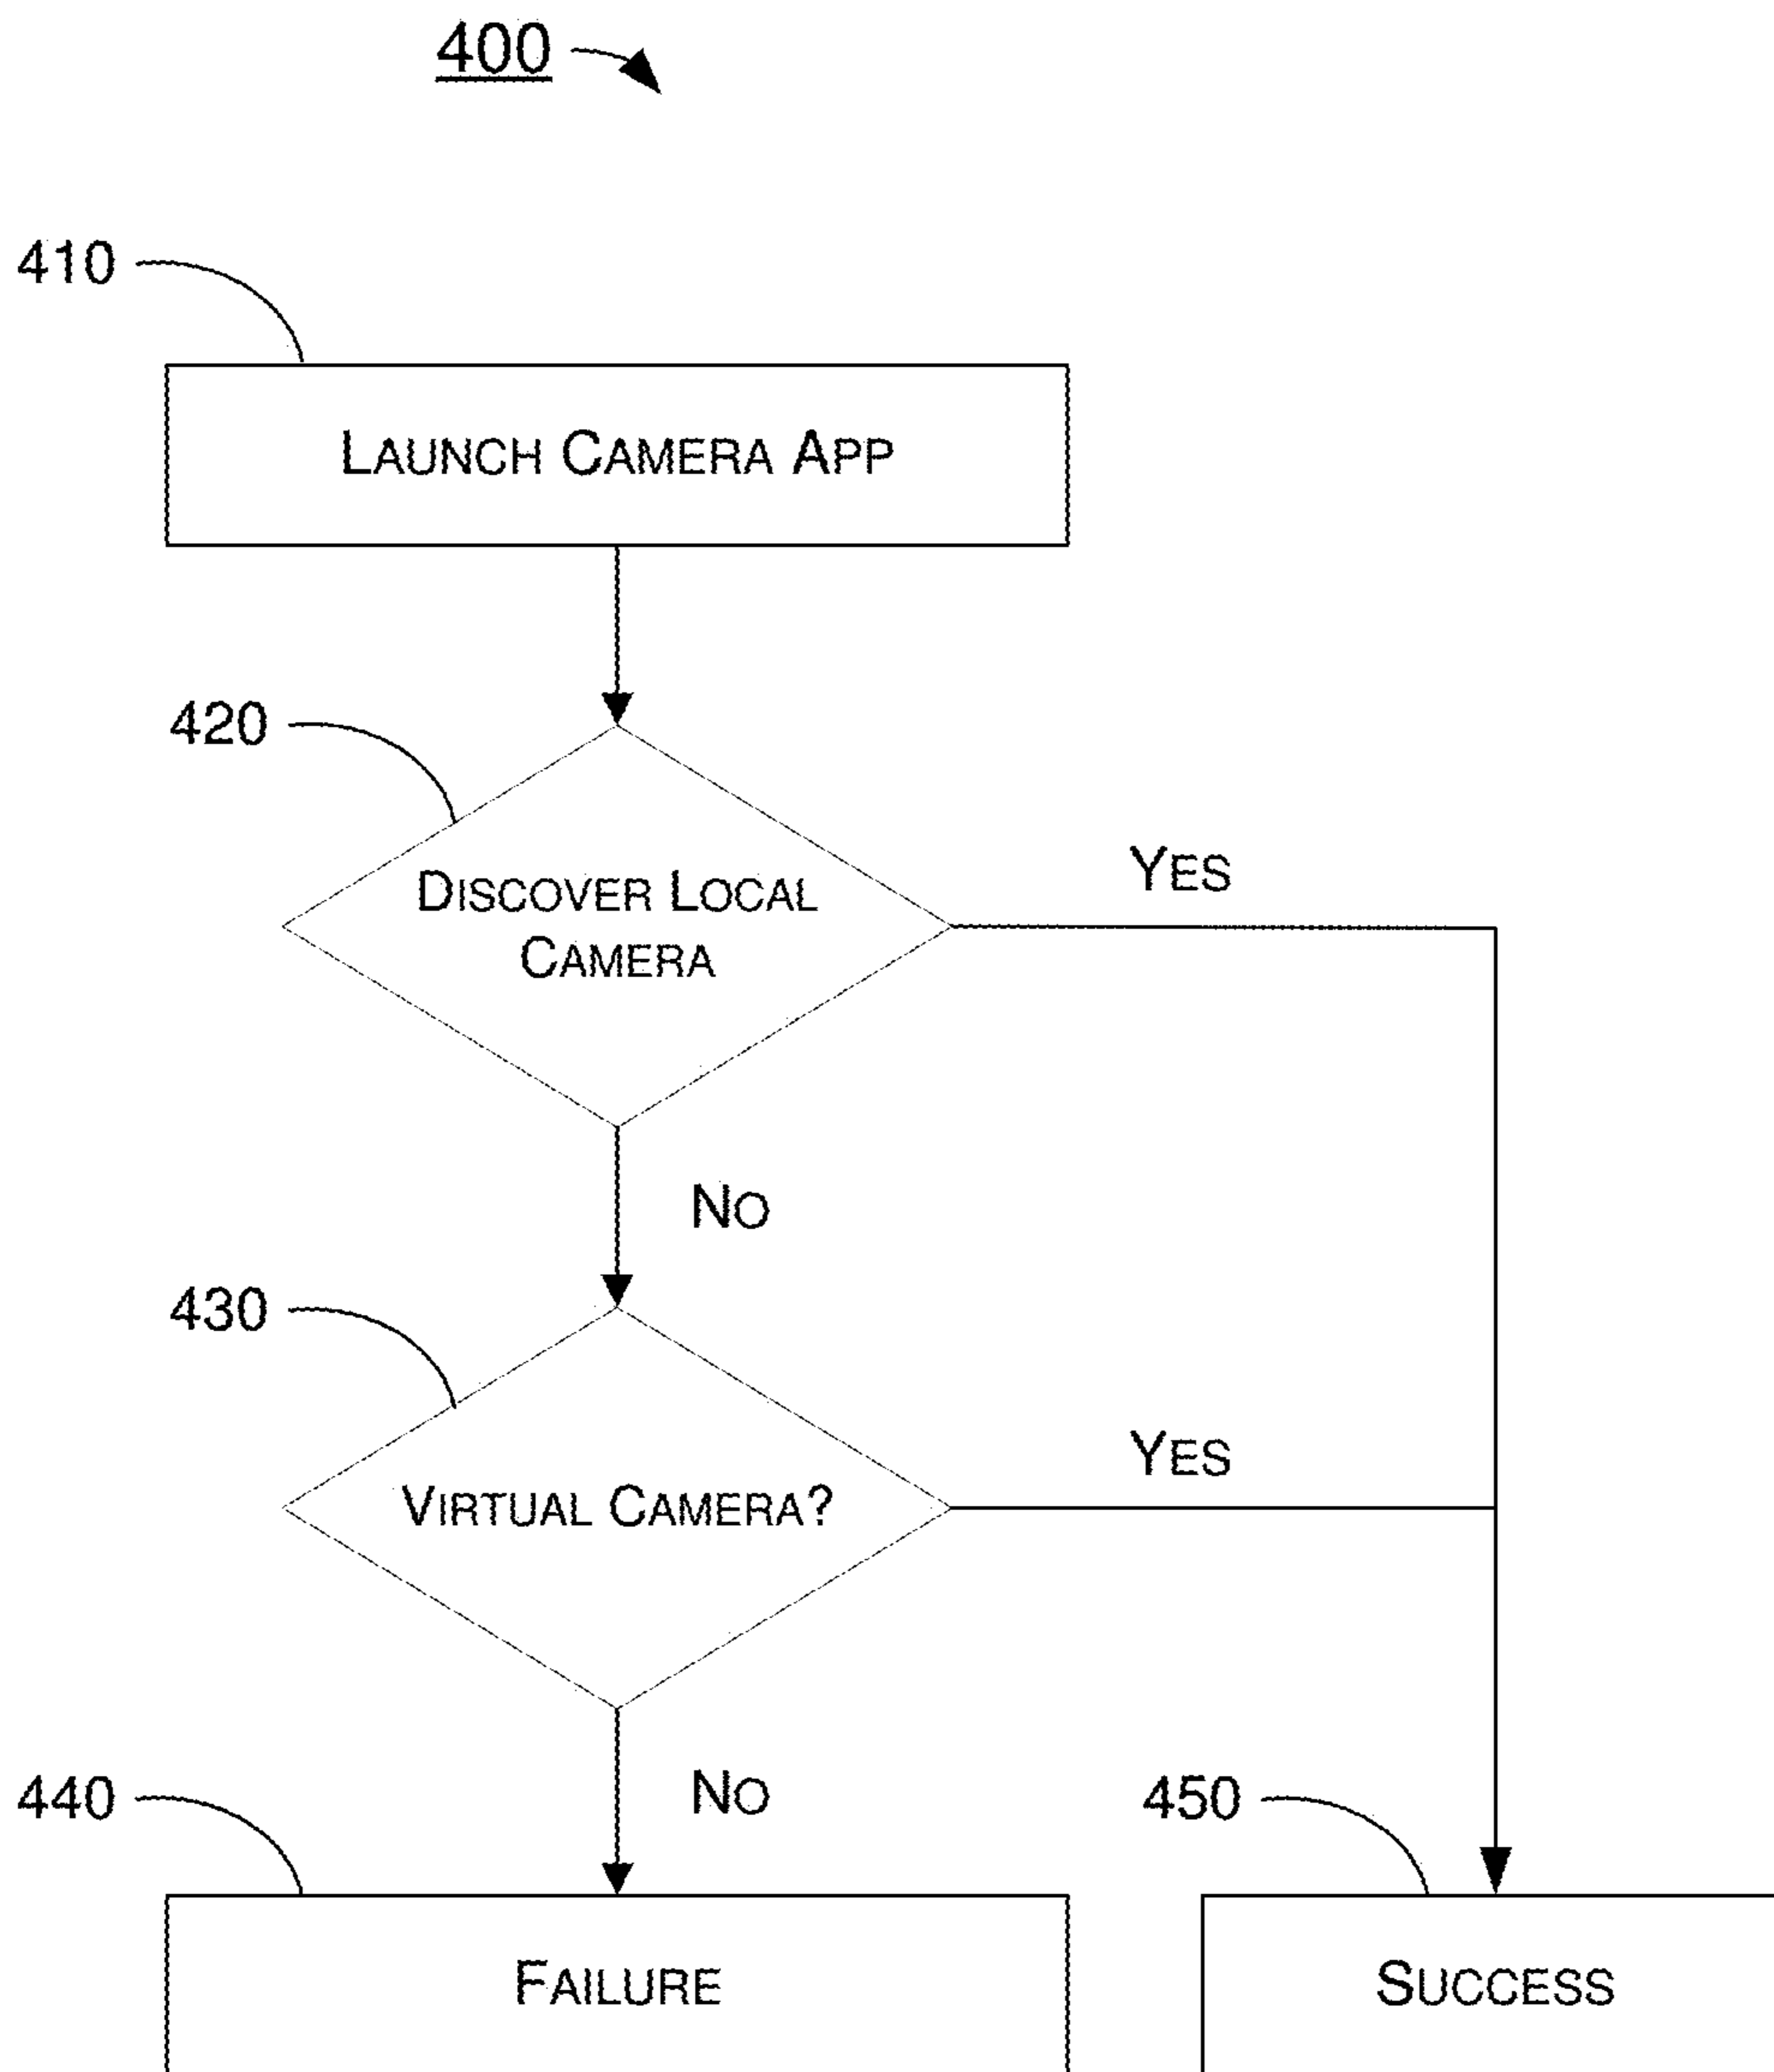 400
410
LAUNCH CAMERA APP
420
DISCOVER LOCAL
CAMERA
YES
NO
430
VIRTUAL CAMERA?
YES
NO
440
FAILURE
450
SUCCESS